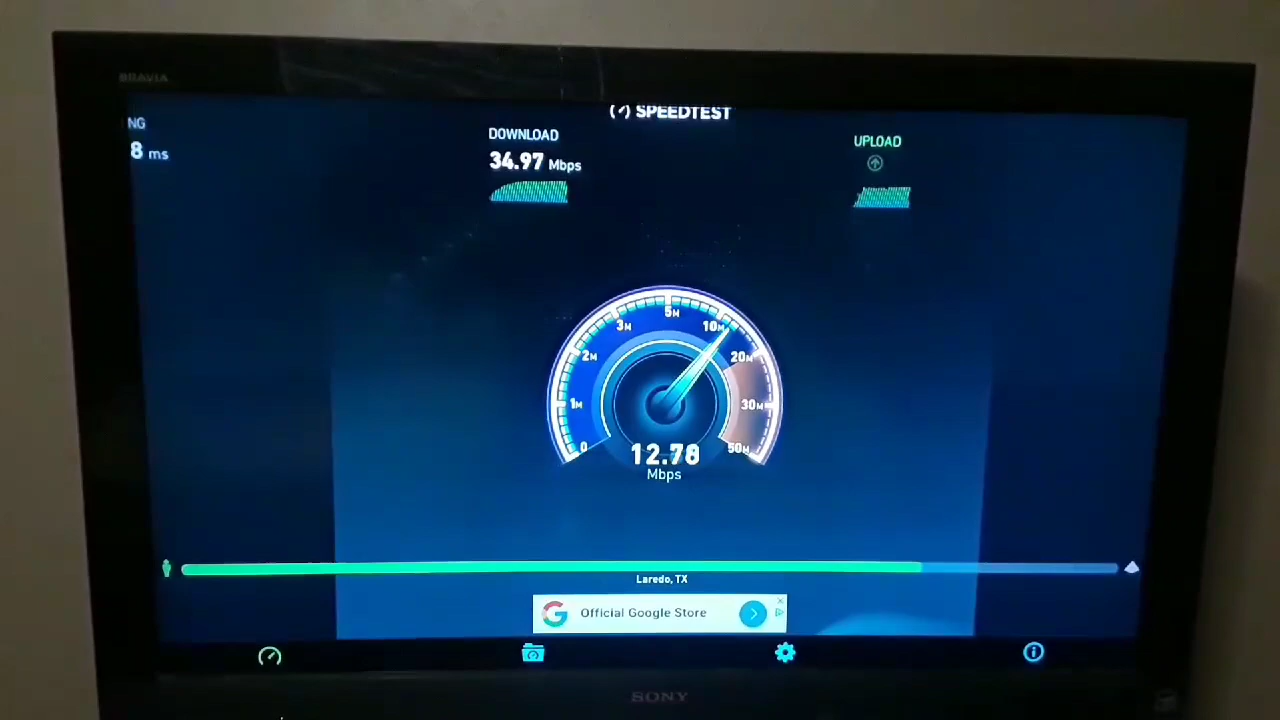 BRAVIA
SPEEDTEST
NG
8 ms
DOWNLOAD
34.97 Mbps
UPLOAD
0
1M
2M
3M
5M
10M
20M
30M
50M
12.78
Mbps
Laredo, TX
G Official Google Store
SONY